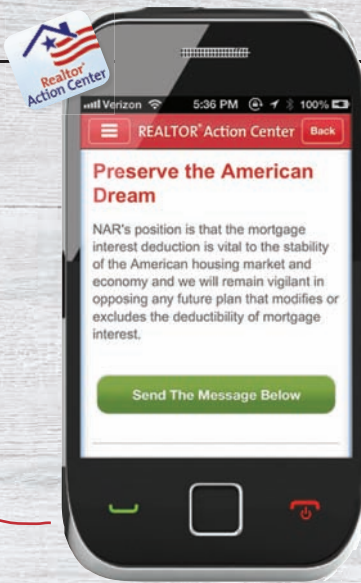 Realtor®
Action Center
Verizon 5:36 PM 100%
REALTOR® Action Center Back
Preserve the American
Dream
NAR's position is that the mortgage
interest deduction is vital to the stability
of the American housing market and
economy and we will remain vigilant in
opposing any future plan that modifies or
excludes the deductibility of mortgage
interest.
Send The Message Below